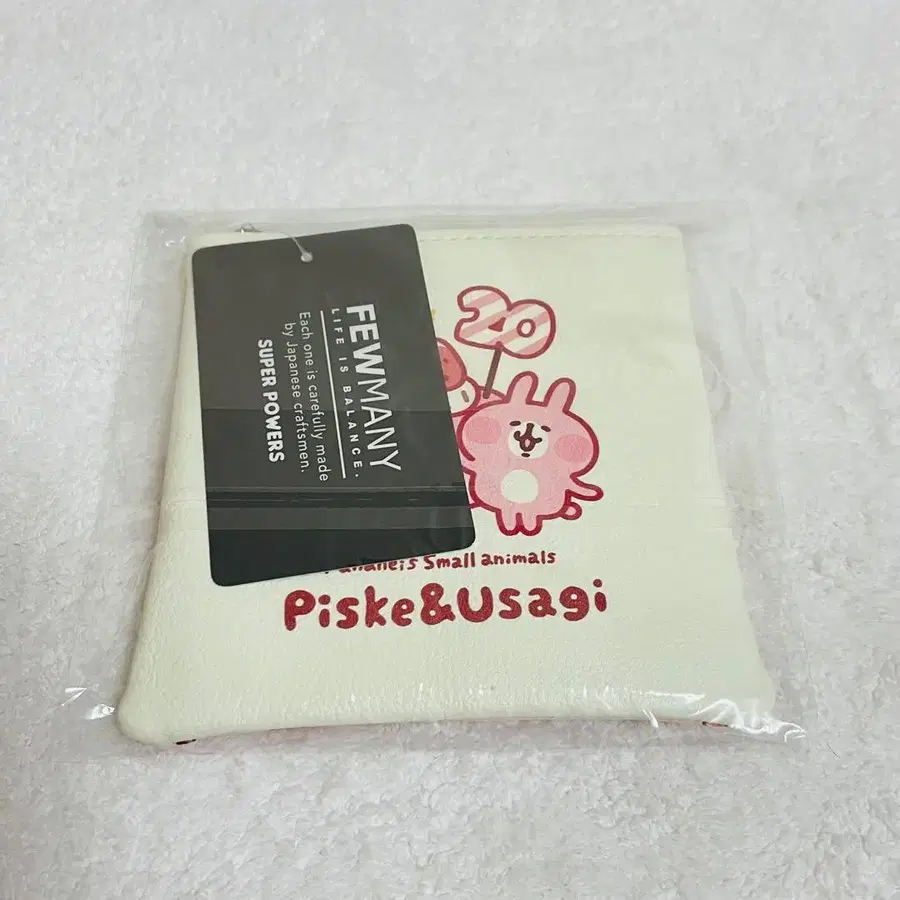 FEWMANY
LIFE IS BALANCE.
Each one is carefully made
by Japanese craftsmen.
SUPER POWERS
20
Small animals
Piske&Usagi